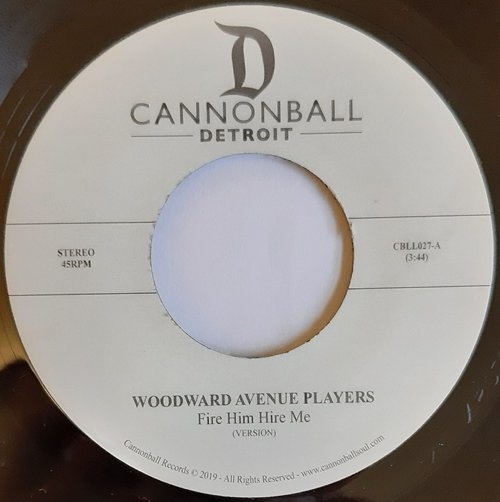 D
CANNONBALL
DETROIT
STEREO
45RPM
CBLL027-A
(3:44)
WOODWARD AVENUE PLAYERS
Fire Him Hire Me
(VERSION)
Cannonball Records © 2019 - All Rights Reserved - www.cannonballsoul.com